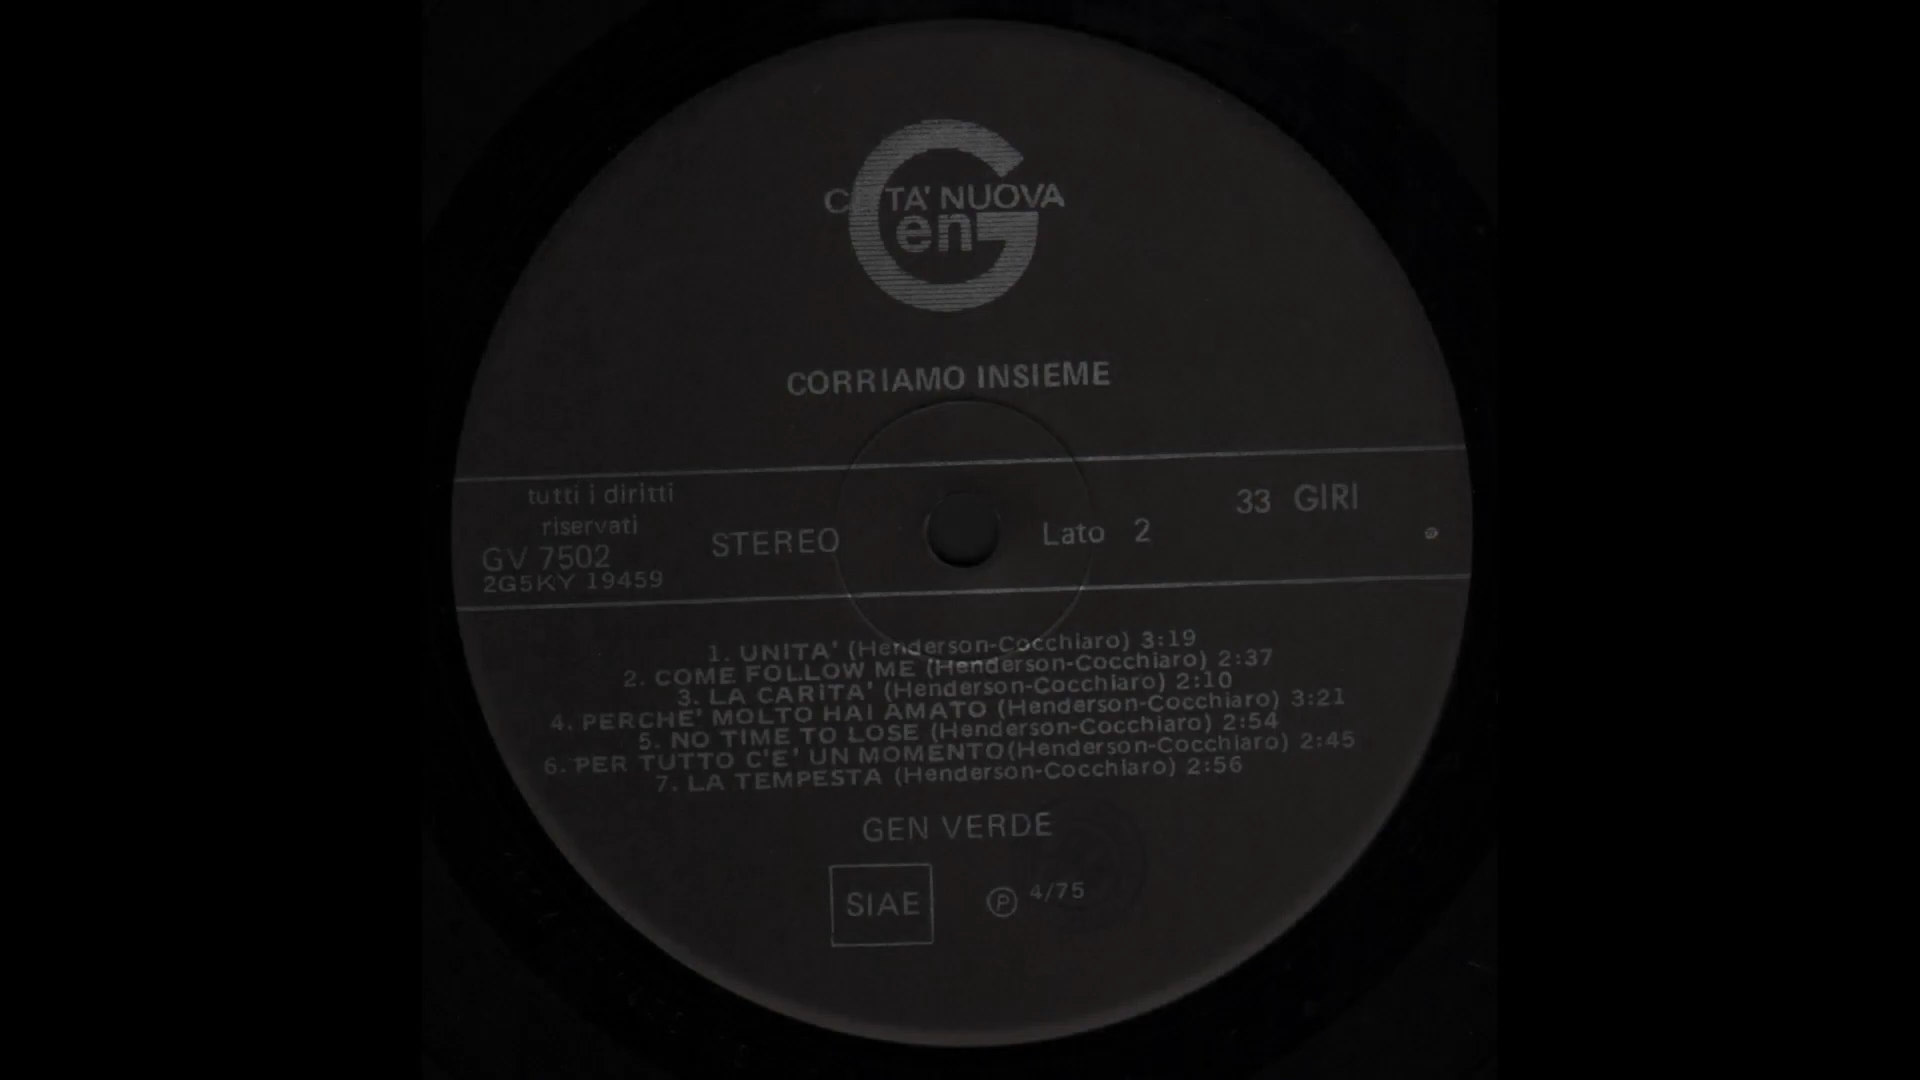 CITTA' NUOVA
Gen
CORRIAMO INSIEME
tutti i diritti
riservati
GV 7502
2G5KY 19459
STEREO
Lato 2
33 GIRI
1. UNITA' (Henderson-Cocchiaro) 3:19
2. COME FOLLOW ME (Henderson-Cocchiaro) 2:37
3. LA CARITA' (Henderson-Cocchiaro) 2:10
4. PERCHE' MOLTO HAI AMATO (Henderson-Cocchiaro) 3:21
5. NO TIME TO LOSE (Henderson-Cocchiaro) 2:54
6. PER TUTTO C'E' UN MOMENTO(Henderson-Cocchiaro) 2:45
7. LA TEMPESTA (Henderson-Cocchiaro) 2:56
GEN VERDE
SIAE
Ⓟ 4/75